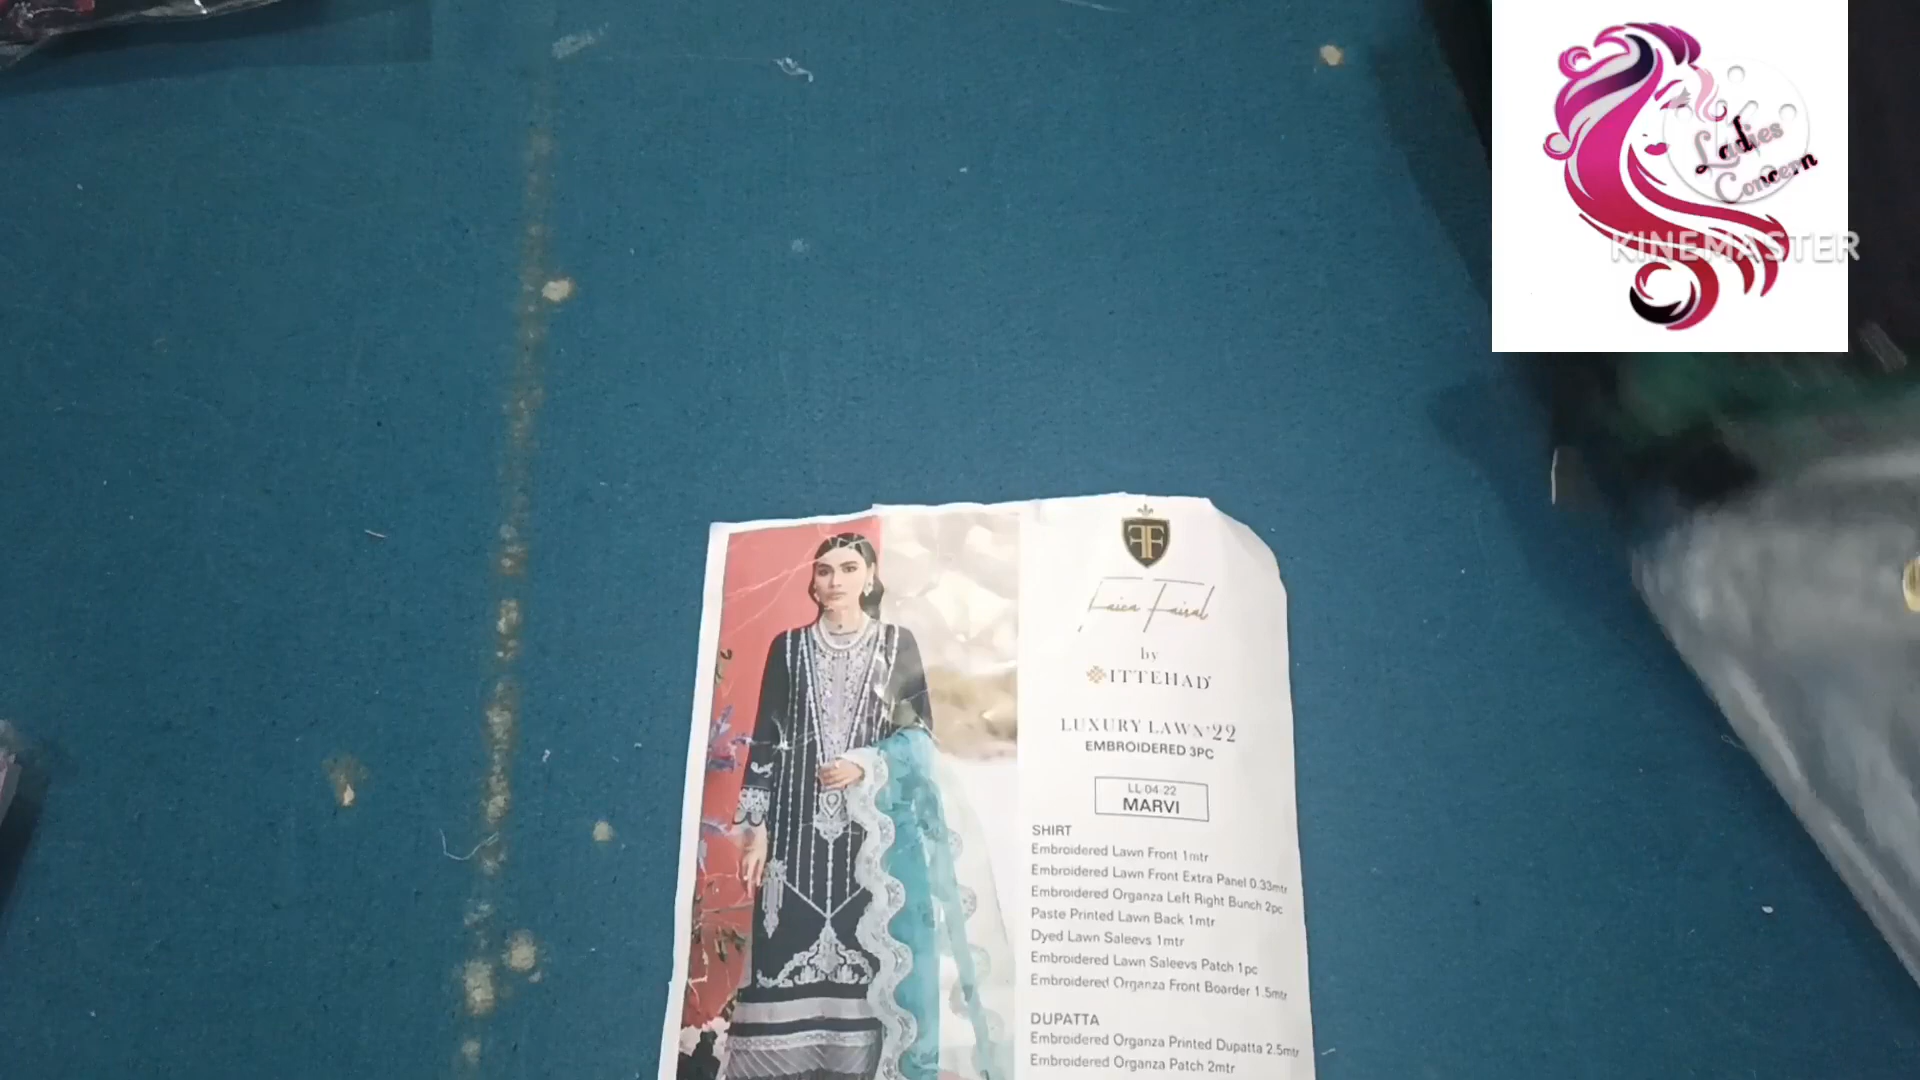 Ladies
Concern
KINEMASTER
FF
Faiza Faisal
by
ITTEHAD
LUXURY LAWN'22
EMBROIDERED 3PC
LL-04-22
MARVI
SHIRT
Embroidered Lawn Front 1mtr
Embroidered Lawn Front Extra Panel 0.33mtr
Embroidered Organza Left Right Bunch 2pc
Paste Printed Lawn Back 1mtr
Dyed Lawn Saleevs 1mtr
Embroidered Lawn Saleevs Patch 1pc
Embroidered Organza Front Boarder 1.5mtr
DUPATTA
Embroidered Organza Printed Dupatta 2.5mtr
Embroidered Organza Patch 2mtr